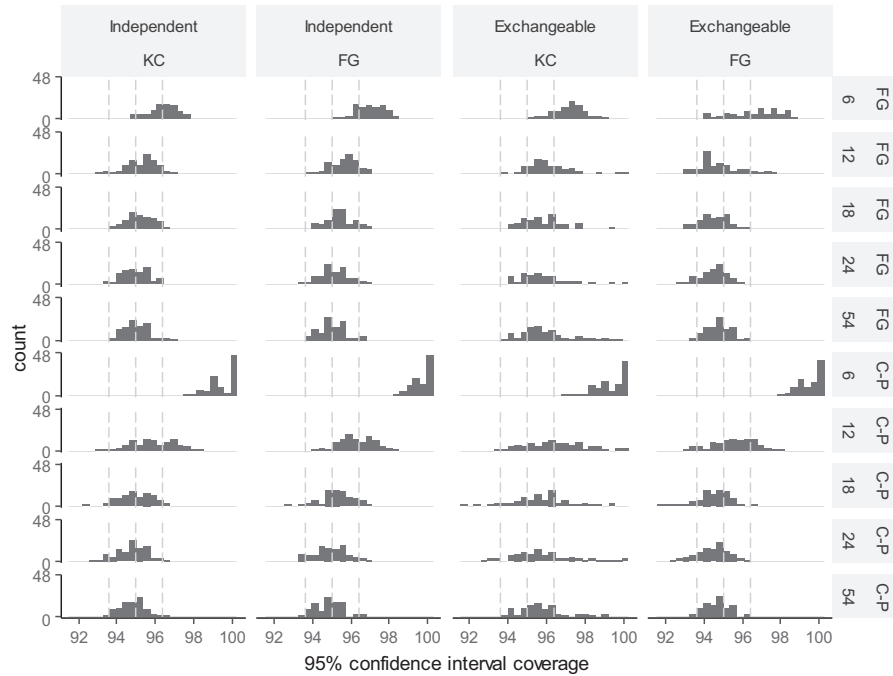 Independent Independent Exchangeable Exchangeable
KC FG KC FG
48
0
6 FG
0
12 FG
48
0
18 FG
48
0
24 FG
48
0
54 FG
48
0
6 C-P
0
12 C-P
48
0
18 C-P
48
0
24 C-P
48
0
54 C-P
count
92 94 96 98 100 92 94 96 98 100 92 94 96 98 100 92 94 96 98 100
95% confidence interval coverage